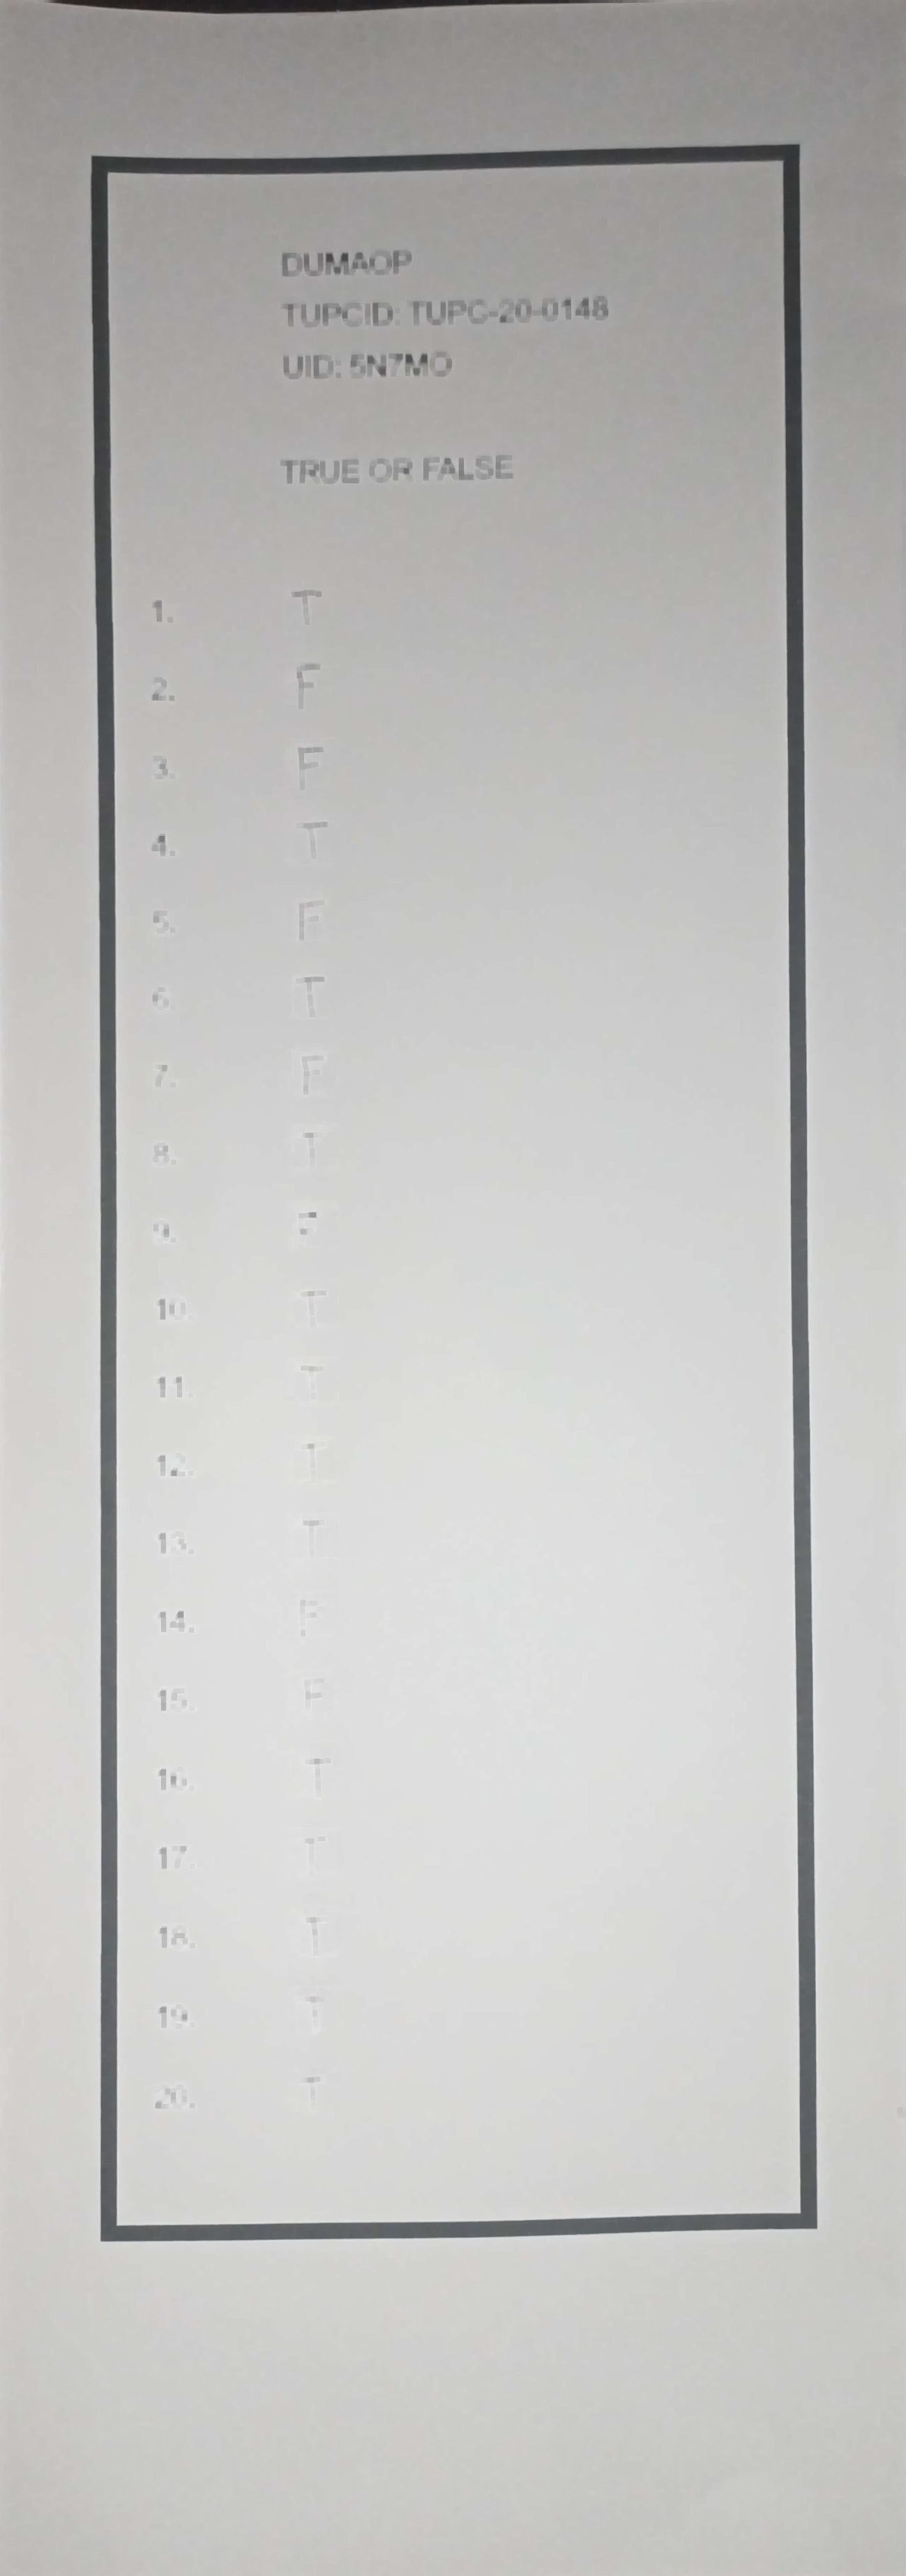 DUMAOP
TUPCID: TUPC-20-0148
UID: 5N7MO
TRUE OR FALSE
1. T
2. F
3. F
4. T
5. F
6. T
7. F
8. T
9. F
10. T
11. T
12. T
13. T
14. F
15. F
16. T
17. T
18. T
19. T
20. T